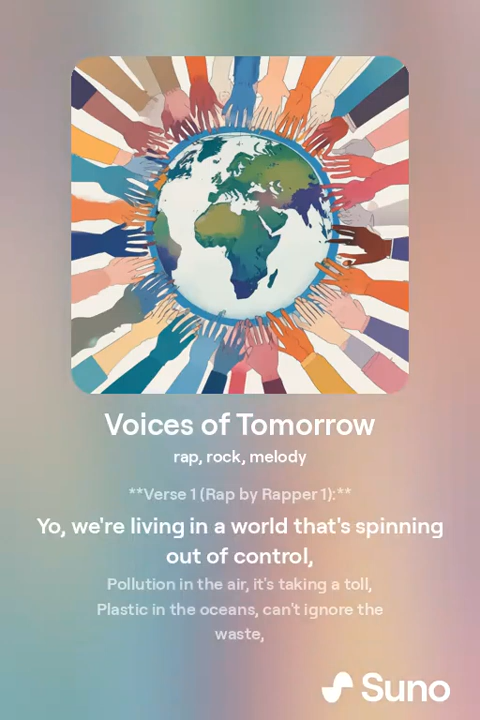 Voices of Tomorrow
rap, rock, melody
**Verse 1 (Rap by Rapper 1):**
Yo, we're living in a world that's spinning
out of control,
Pollution in the air, it's taking a toll,
Plastic in the oceans, can't ignore the
waste,
Suno